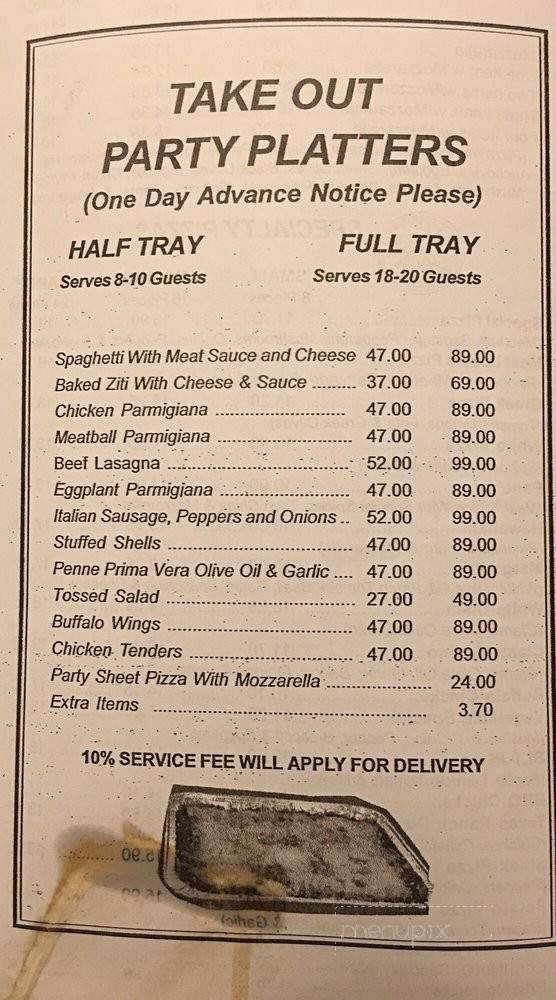 TAKE OUT
PARTY PLATTERS
(One Day Advance Notice Please)
HALF TRAY FULL TRAY
Serves 8-10 Guests Serves 18-20 Guests
Spaghetti With Meat Sauce and Cheese 47.00 89.00
Baked Ziti With Cheese & Sauce ......... 37.00 69.00
Chicken Parmigiana ........................... 47.00 89.00
Meatball Parmigiana ........................... 47.00 89.00
Beef Lasagna ..................................... 52.00 99.00
Eggplant Parmigiana .......................... 47.00 89.00
Italian Sausage, Peppers and Onions .. 52.00 99.00
Stuffed Shells ..................................... 47.00 89.00
Penne Prima Vera Olive Oil & Garlic .... 47.00 89.00
Tossed Salad ...................................... 27.00 49.00
Buffalo Wings ..................................... 47.00 89.00
Chicken Tenders ................................. 47.00 89.00
Party Sheet Pizza With Mozzarella ..................... 24.00
Extra Items ....................................................... 3.70
10% SERVICE FEE WILL APPLY FOR DELIVERY
menupix